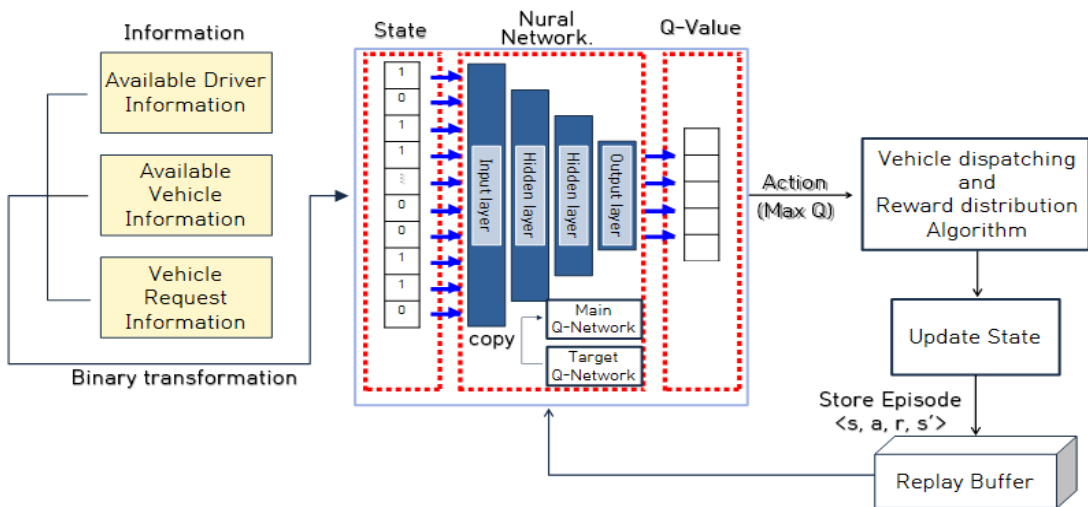 Information
Available Driver
Information
Available
Vehicle
Information
Vehicle
Request
Information
Binary transformation
State
1
0
1
1
0
0
1
1
0
Nural
Network.
Input layer
Hidden layer
Hidden layer
Output layer
copy
Main
Q-Network
Target
Q-Network
Q-Value
Action
(Max Q)
Vehicle dispatching
and
Reward distribution
Algorithm
Update State
Store Episode
<s, a, r, s'>
Replay Buffer